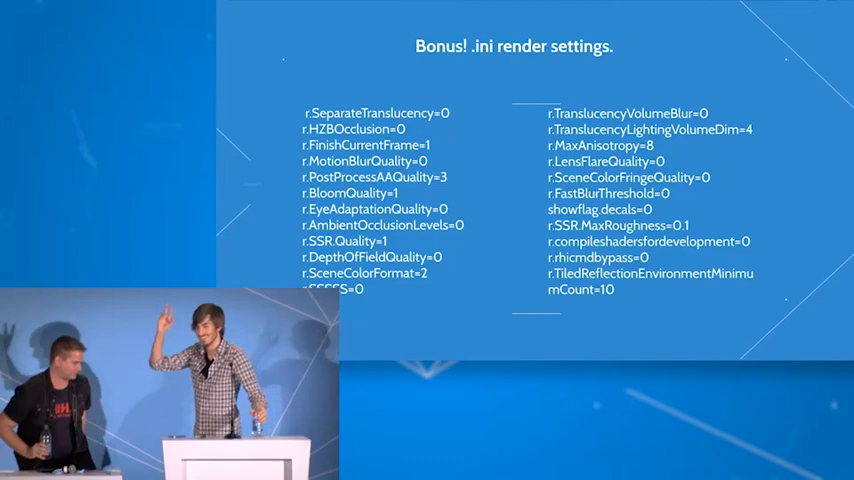 Bonus! .ini render settings.
r.SeparateTranslucency=0
r.HZBOcclusion=0
r.FinishCurrentFrame=1
r.MotionBlurQuality=0
r.PostProcessAAQuality=3
r.BloomQuality=1
r.EyeAdaptationQuality=0
r.AmbientOcclusionLevels=0
r.SSR.Quality=1
r.DepthOfFieldQuality=0
r.SceneColorFormat=2
r.SSSSS=0
r.TranslucencyVolumeBlur=0
r.TranslucencyLightingVolumeDim=4
r.MaxAnisotropy=8
r.LensFlareQuality=0
r.SceneColorFringeQuality=0
r.FastBlurThreshold=0
showflag.decals=0
r.SSR.MaxRoughness=0.1
r.compileshadersfordevelopment=0
r.rhicmdbypass=0
r.TiledReflectionEnvironmentMinimu
mCount=10